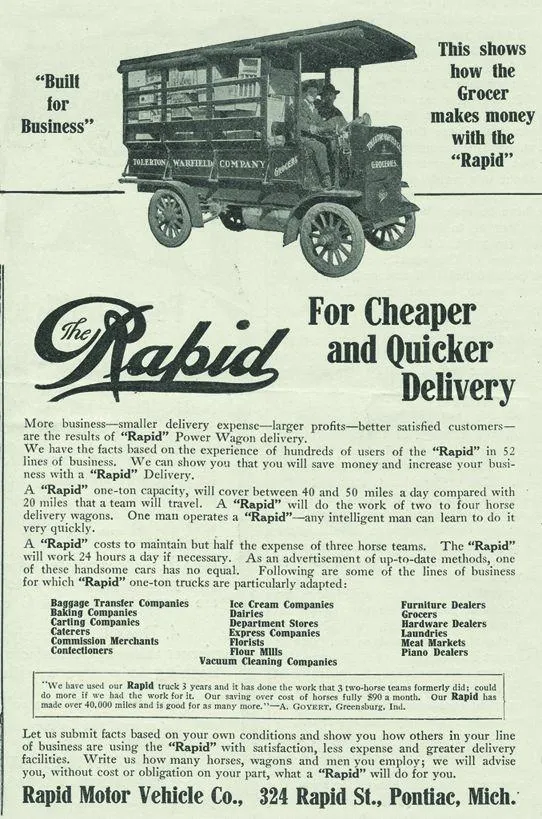 "Built
for
Business"
This shows
how the
Grocer
makes money
with the
"Rapid"
TOLERTON WARFIELD COMPANY
GROCERS
TOLERTON WARFIELD CO.
GROCERIES.
The Rapid
For Cheaper
and Quicker
Delivery
More business—smaller delivery expense—larger profits—better satisfied customers—
are the results of "Rapid" Power Wagon delivery.
We have the facts based on the experience of hundreds of users of the "Rapid" in 52
lines of business. We can show you that you will save money and increase your busi-
ness with a "Rapid" Delivery.
A "Rapid" one-ton capacity, will cover between 40 and 50 miles a day compared with
20 miles that a team will travel. A "Rapid" will do the work of two to four horse
delivery wagons. One man operates a "Rapid"—any intelligent man can learn to do it
very quickly.
A "Rapid" costs to maintain but half the expense of three horse teams. The "Rapid"
will work 24 hours a day if necessary. As an advertisement of up-to-date methods, one
of these handsome cars has no equal. Following are some of the lines of business
for which "Rapid" one-ton trucks are particularly adapted:
Baggage Transfer Companies
Baking Companies
Carting Companies
Caterers
Commission Merchants
Confectioners
Ice Cream Companies
Dairies
Department Stores
Express Companies
Florists
Flour Mills
Vacuum Cleaning Companies
Furniture Dealers
Grocers
Hardware Dealers
Laundries
Meat Markets
Piano Dealers
"We have used our Rapid truck 3 years and it has done the work that 3 two-horse teams formerly did; could
do more if we had the work for it. Our saving over cost of horses fully $90 a month. Our Rapid has
made over 40,000 miles and is good for as many more."—A. GOYERT, Greensburg, Ind.
Let us submit facts based on your own conditions and show you how others in your line
of business are using the "Rapid" with satisfaction, less expense and greater delivery
facilities. Write us how many horses, wagons and men you employ; we will advise
you, without cost or obligation on your part, what a "Rapid" will do for you.
Rapid Motor Vehicle Co., 324 Rapid St., Pontiac, Mich.